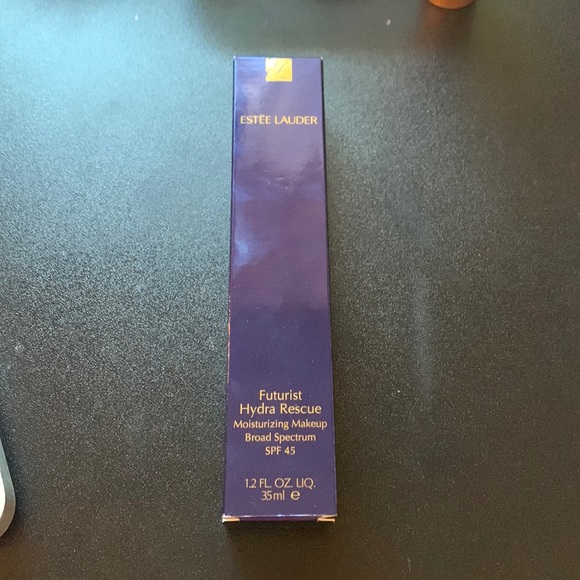 ESTĒE LAUDER
Futurist
Hydra Rescue
Moisturizing Makeup
Broad Spectrum
SPF 45
1.2 FL. OZ. LIQ.
35ml ℮